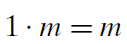 1 · m = m